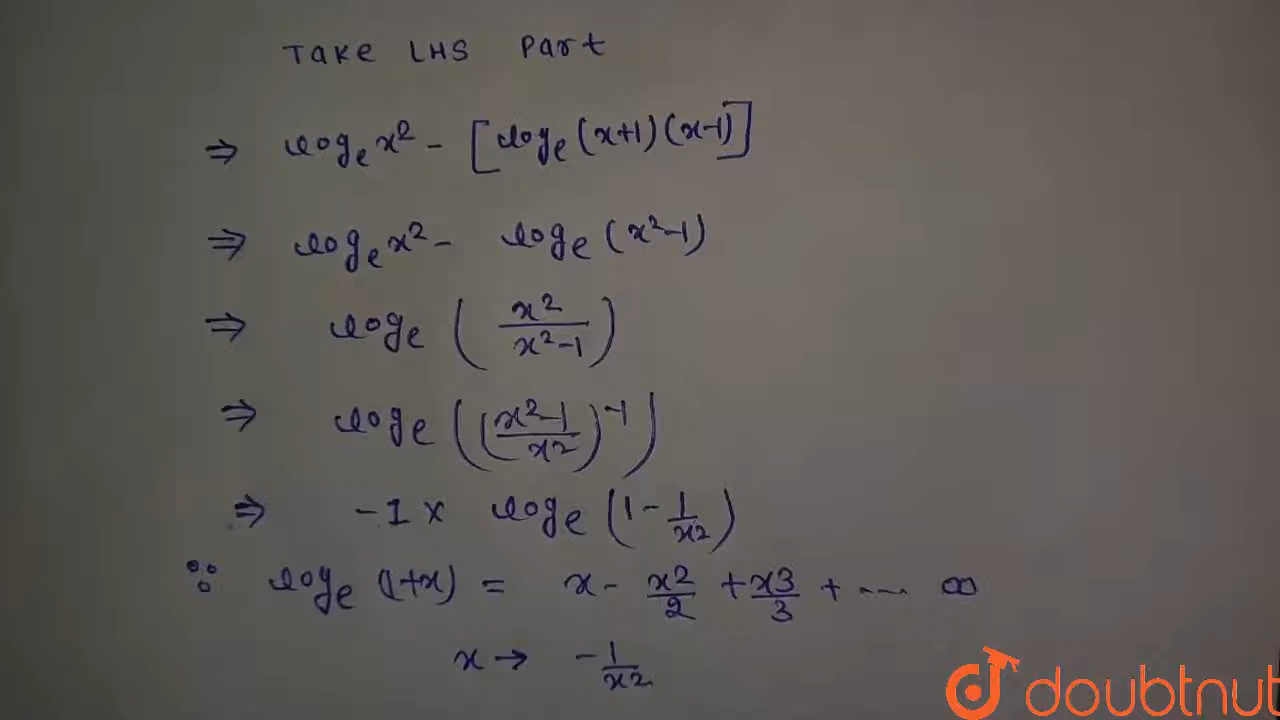 Take LHS Part
⇒ logₑ x² - [logₑ (x+1)(x-1)]
⇒ logₑ x² - logₑ (x²-1)
⇒ logₑ (x²/(x²-1))
⇒ logₑ (((x²-1)/x²)⁻¹)
⇒ -1 × logₑ (1 - 1/x²)
∵ logₑ (1+x) = x - x²/2 + x³/3 + .... ∞
x → -1/x²
doubtnut